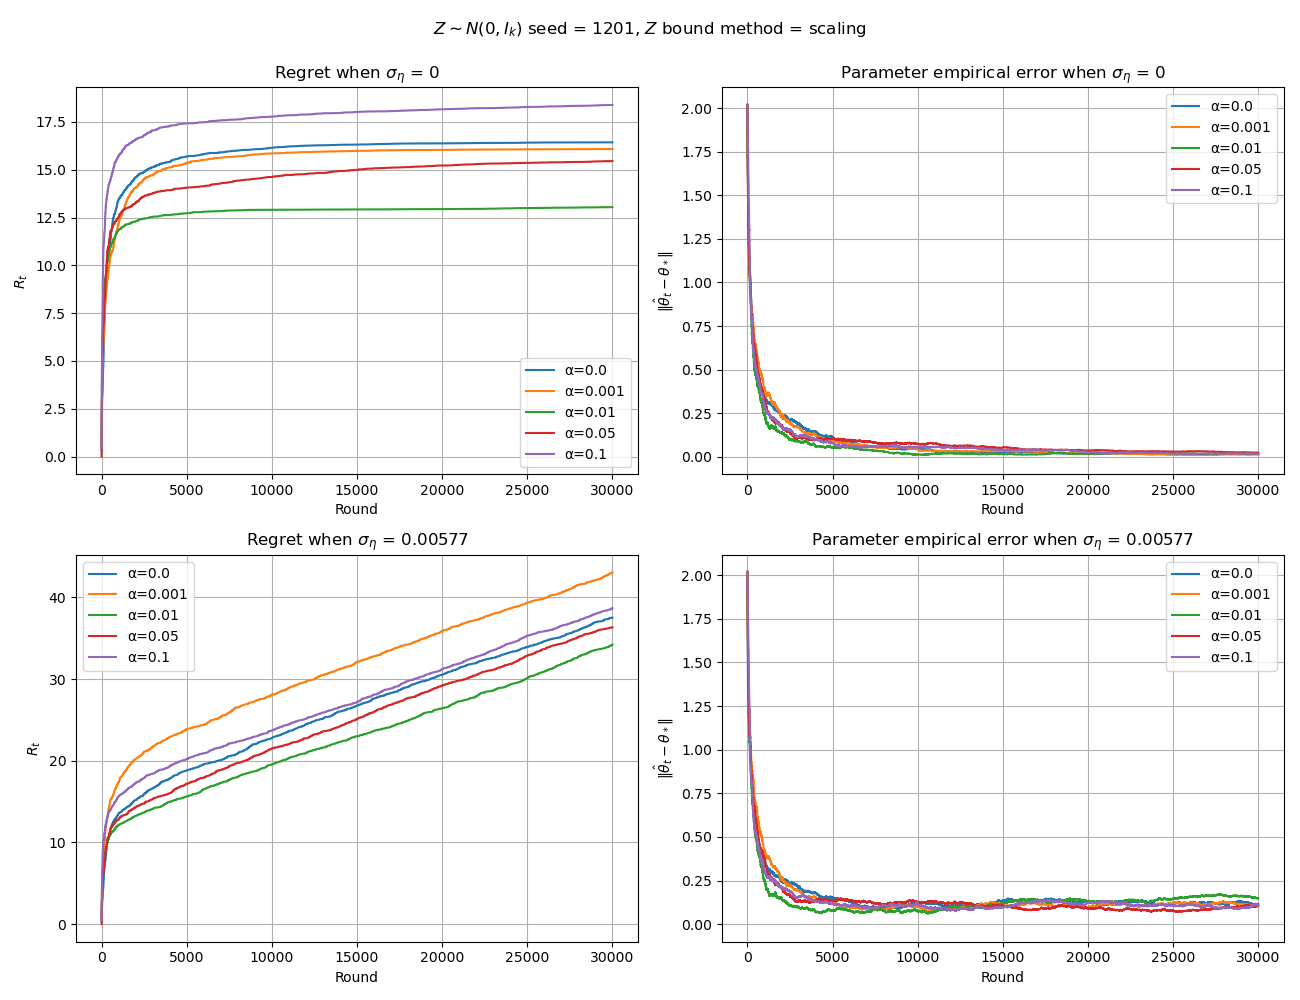 Z ~ N(0, I_k) seed = 1201, Z bound method = scaling
Regret when σ_η = 0
R_t
17.5
15.0
12.5
10.0
7.5
5.0
2.5
0.0
α=0.0
α=0.001
α=0.01
α=0.05
α=0.1
0 5000 10000 15000 20000 25000 30000
Round
Parameter empirical error when σ_η = 0
‖θ̂_t − θ_*‖
2.00
1.75
1.50
1.25
1.00
0.75
0.50
0.25
0.00
α=0.0
α=0.001
α=0.01
α=0.05
α=0.1
0 5000 10000 15000 20000 25000 30000
Round
Regret when σ_η = 0.00577
R_t
40
30
20
10
0
α=0.0
α=0.001
α=0.01
α=0.05
α=0.1
0 5000 10000 15000 20000 25000 30000
Round
Parameter empirical error when σ_η = 0.00577
‖θ̂_t − θ_*‖
2.00
1.75
1.50
1.25
1.00
0.75
0.50
0.25
0.00
α=0.0
α=0.001
α=0.01
α=0.05
α=0.1
0 5000 10000 15000 20000 25000 30000
Round